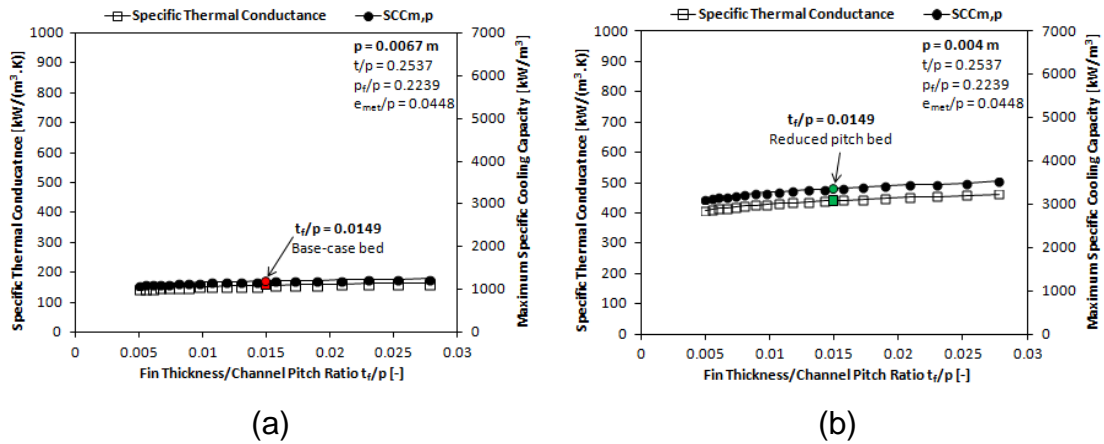 Specific Thermal Conductance SCCm,p
Specific Thermal Conducatnce [kW/(m³.K)]
1000
900
800
700
600
500
400
300
200
100
0
p = 0.0067 m
t/p = 0.2537
pf/p = 0.2239
emet/p = 0.0448
tf/p = 0.0149
Base-case bed
7000
6000
5000
4000
3000
2000
1000
0
Maximum Specific Cooling Capacity [kW/m³]
0 0.005 0.01 0.015 0.02 0.025 0.03
Fin Thickness/Channel Pitch Ratio tf/p [-]
(a)
Specific Thermal Conductance SCCm,p
Specific Thermal Conductance [kW/(m³.K)]
1000
900
800
700
600
500
400
300
200
100
0
p = 0.004 m
t/p = 0.2537
pf/p = 0.2239
emet/p = 0.0448
tf/p = 0.0149
Reduced pitch bed
7000
6000
5000
4000
3000
2000
1000
0
Maximum Specific Cooling Capacity [kW/m³]
0 0.005 0.01 0.015 0.02 0.025 0.03
Fin Thickness/Channel Pitch Ratio tf/p [-]
(b)